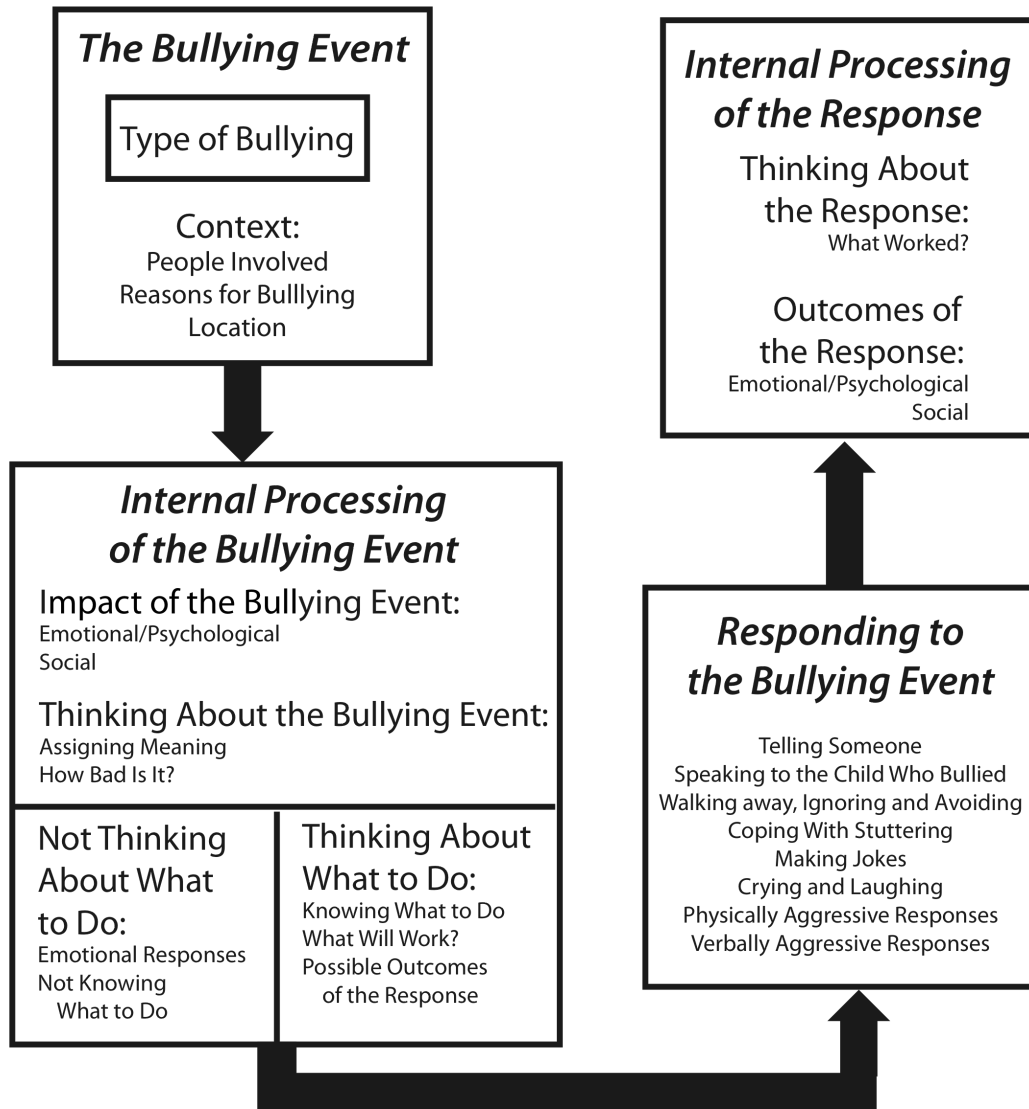 The Bullying Event
Type of Bullying
Context:
People Involved
Reasons for Bulllying
Location
Internal Processing
of the Bullying Event
Impact of the Bullying Event:
Emotional/Psychological
Social
Thinking About the Bullying Event:
Assigning Meaning
How Bad Is It?
Not Thinking
About What
to Do:
Emotional Responses
Not Knowing
What to Do
Thinking About
What to Do:
Knowing What to Do
What Will Work?
Possible Outcomes
of the Response
Responding to
the Bullying Event
Telling Someone
Speaking to the Child Who Bullied
Walking away, Ignoring and Avoiding
Coping With Stuttering
Making Jokes
Crying and Laughing
Physically Aggressive Responses
Verbally Aggressive Responses
Internal Processing
of the Response
Thinking About
the Response:
What Worked?
Outcomes of
the Response:
Emotional/Psychological
Social